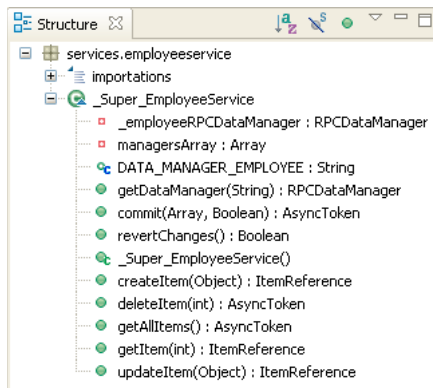 Structure
services.employeeservice
importations
_Super_EmployeeService
_employeeRPCDataManager : RPCDataManager
managersArray : Array
DATA_MANAGER_EMPLOYEE : String
getDataManager(String) : RPCDataManager
commit(Array, Boolean) : AsyncToken
revertChanges() : Boolean
_Super_EmployeeService()
createItem(Object) : ItemReference
deleteItem(int) : AsyncToken
getAllItems() : AsyncToken
getItem(int) : ItemReference
updateItem(Object) : ItemReference